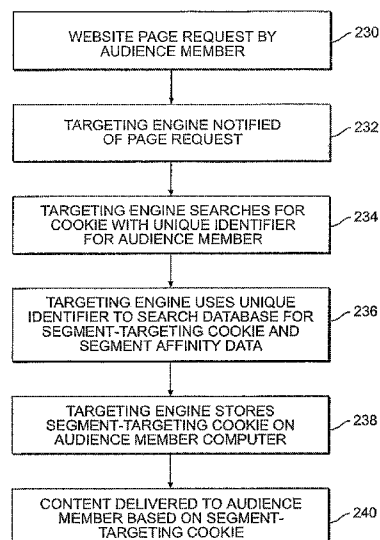 WEBSITE PAGE REQUEST BY
AUDIENCE MEMBER
230
TARGETING ENGINE NOTIFIED
OF PAGE REQUEST
232
TARGETING ENGINE SEARCHES FOR
COOKIE WITH UNIQUE IDENTIFIER
FOR AUDIENCE MEMBER
234
TARGETING ENGINE USES UNIQUE
IDENTIFIER TO SEARCH DATABASE FOR
SEGMENT-TARGETING COOKIE AND
SEGMENT AFFINITY DATA
236
TARGETING ENGINE STORES
SEGMENT-TARGETING COOKIE ON
AUDIENCE MEMBER COMPUTER
238
CONTENT DELIVERED TO AUDIENCE
MEMBER BASED ON SEGMENT-
TARGETING COOKIE
240